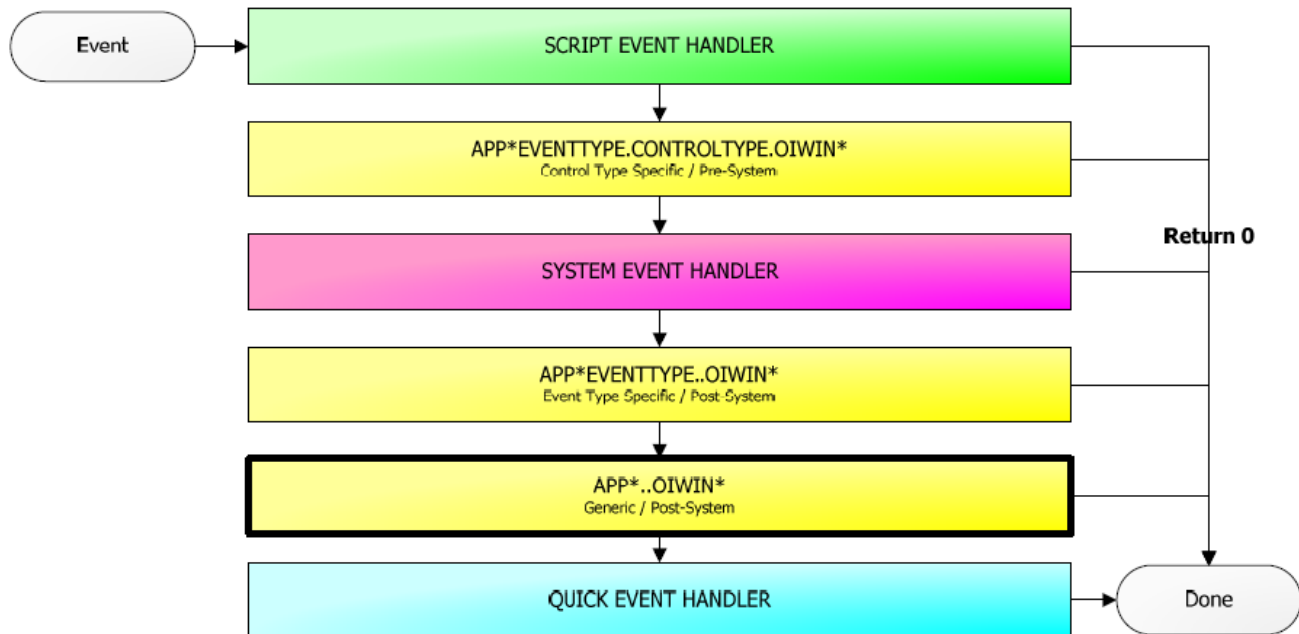 Event
SCRIPT EVENT HANDLER
APP*EVENTTYPE.CONTROLTYPE.OIWIN*
Control Type Specific / Pre-System
Return 0
SYSTEM EVENT HANDLER
APP*EVENTTYPE..OIWIN*
Event Type Specific / Post-System
APP*..OIWIN*
Generic / Post-System
QUICK EVENT HANDLER
Done